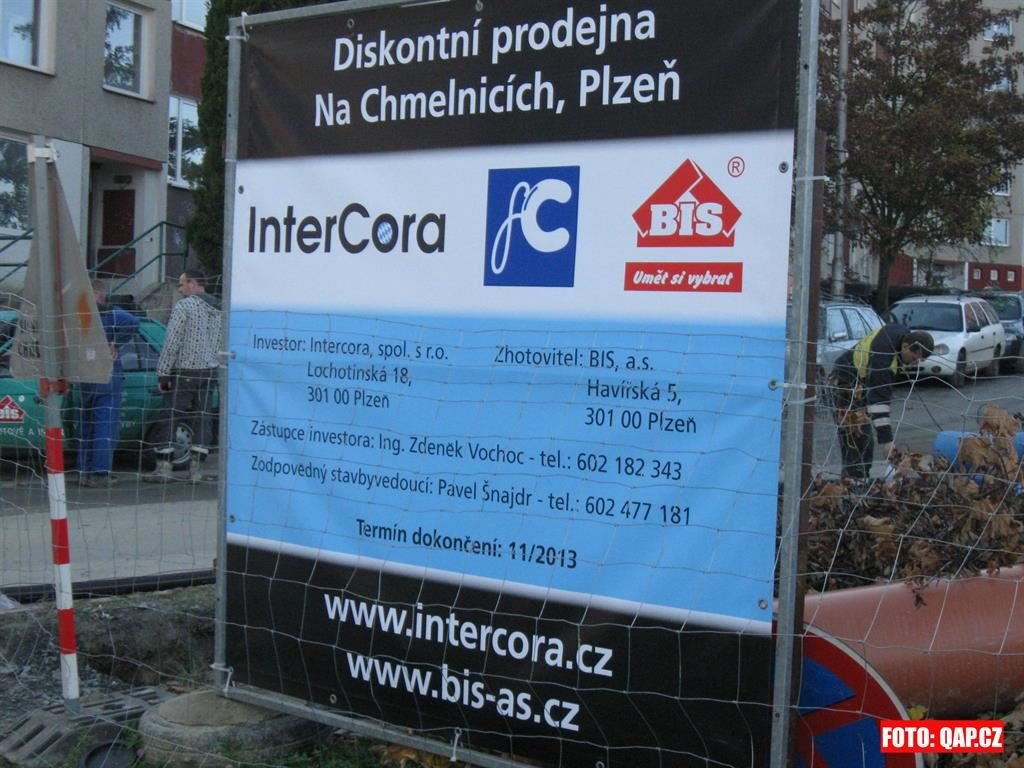 Diskontní prodejna
Na Chmelnicích, Plzeň
InterCora
fC
BIS ®
Umět si vybrat
Investor: Intercora, spol. s r.o.
Lochotínská 18,
301 00 Plzeň
Zhotovitel: BIS, a.s.
Havířská 5,
301 00 Plzeň
Zástupce investora: Ing. Zdeněk Vochoc - tel.: 602 182 343
Zodpovědný stavbyvedoucí: Pavel Šnajdr - tel.: 602 477 181
Termín dokončení: 11/2013
www.intercora.cz
www.bis-as.cz
FOTO: QAP.CZ